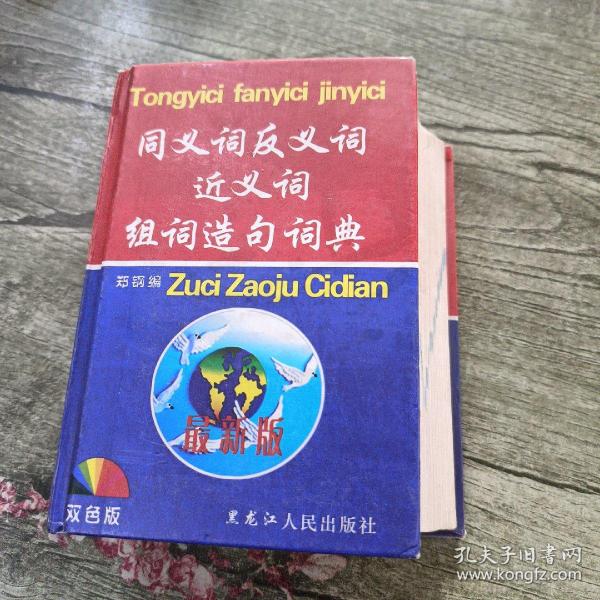 Tongyici fanyici jinyici
同义词反义词
近义词
组词造句词典
郑钢编 Zuci Zaoju Cidian
最新版
双色版
黑龙江人民出版社
孔夫子旧书网
www.kongfz.com